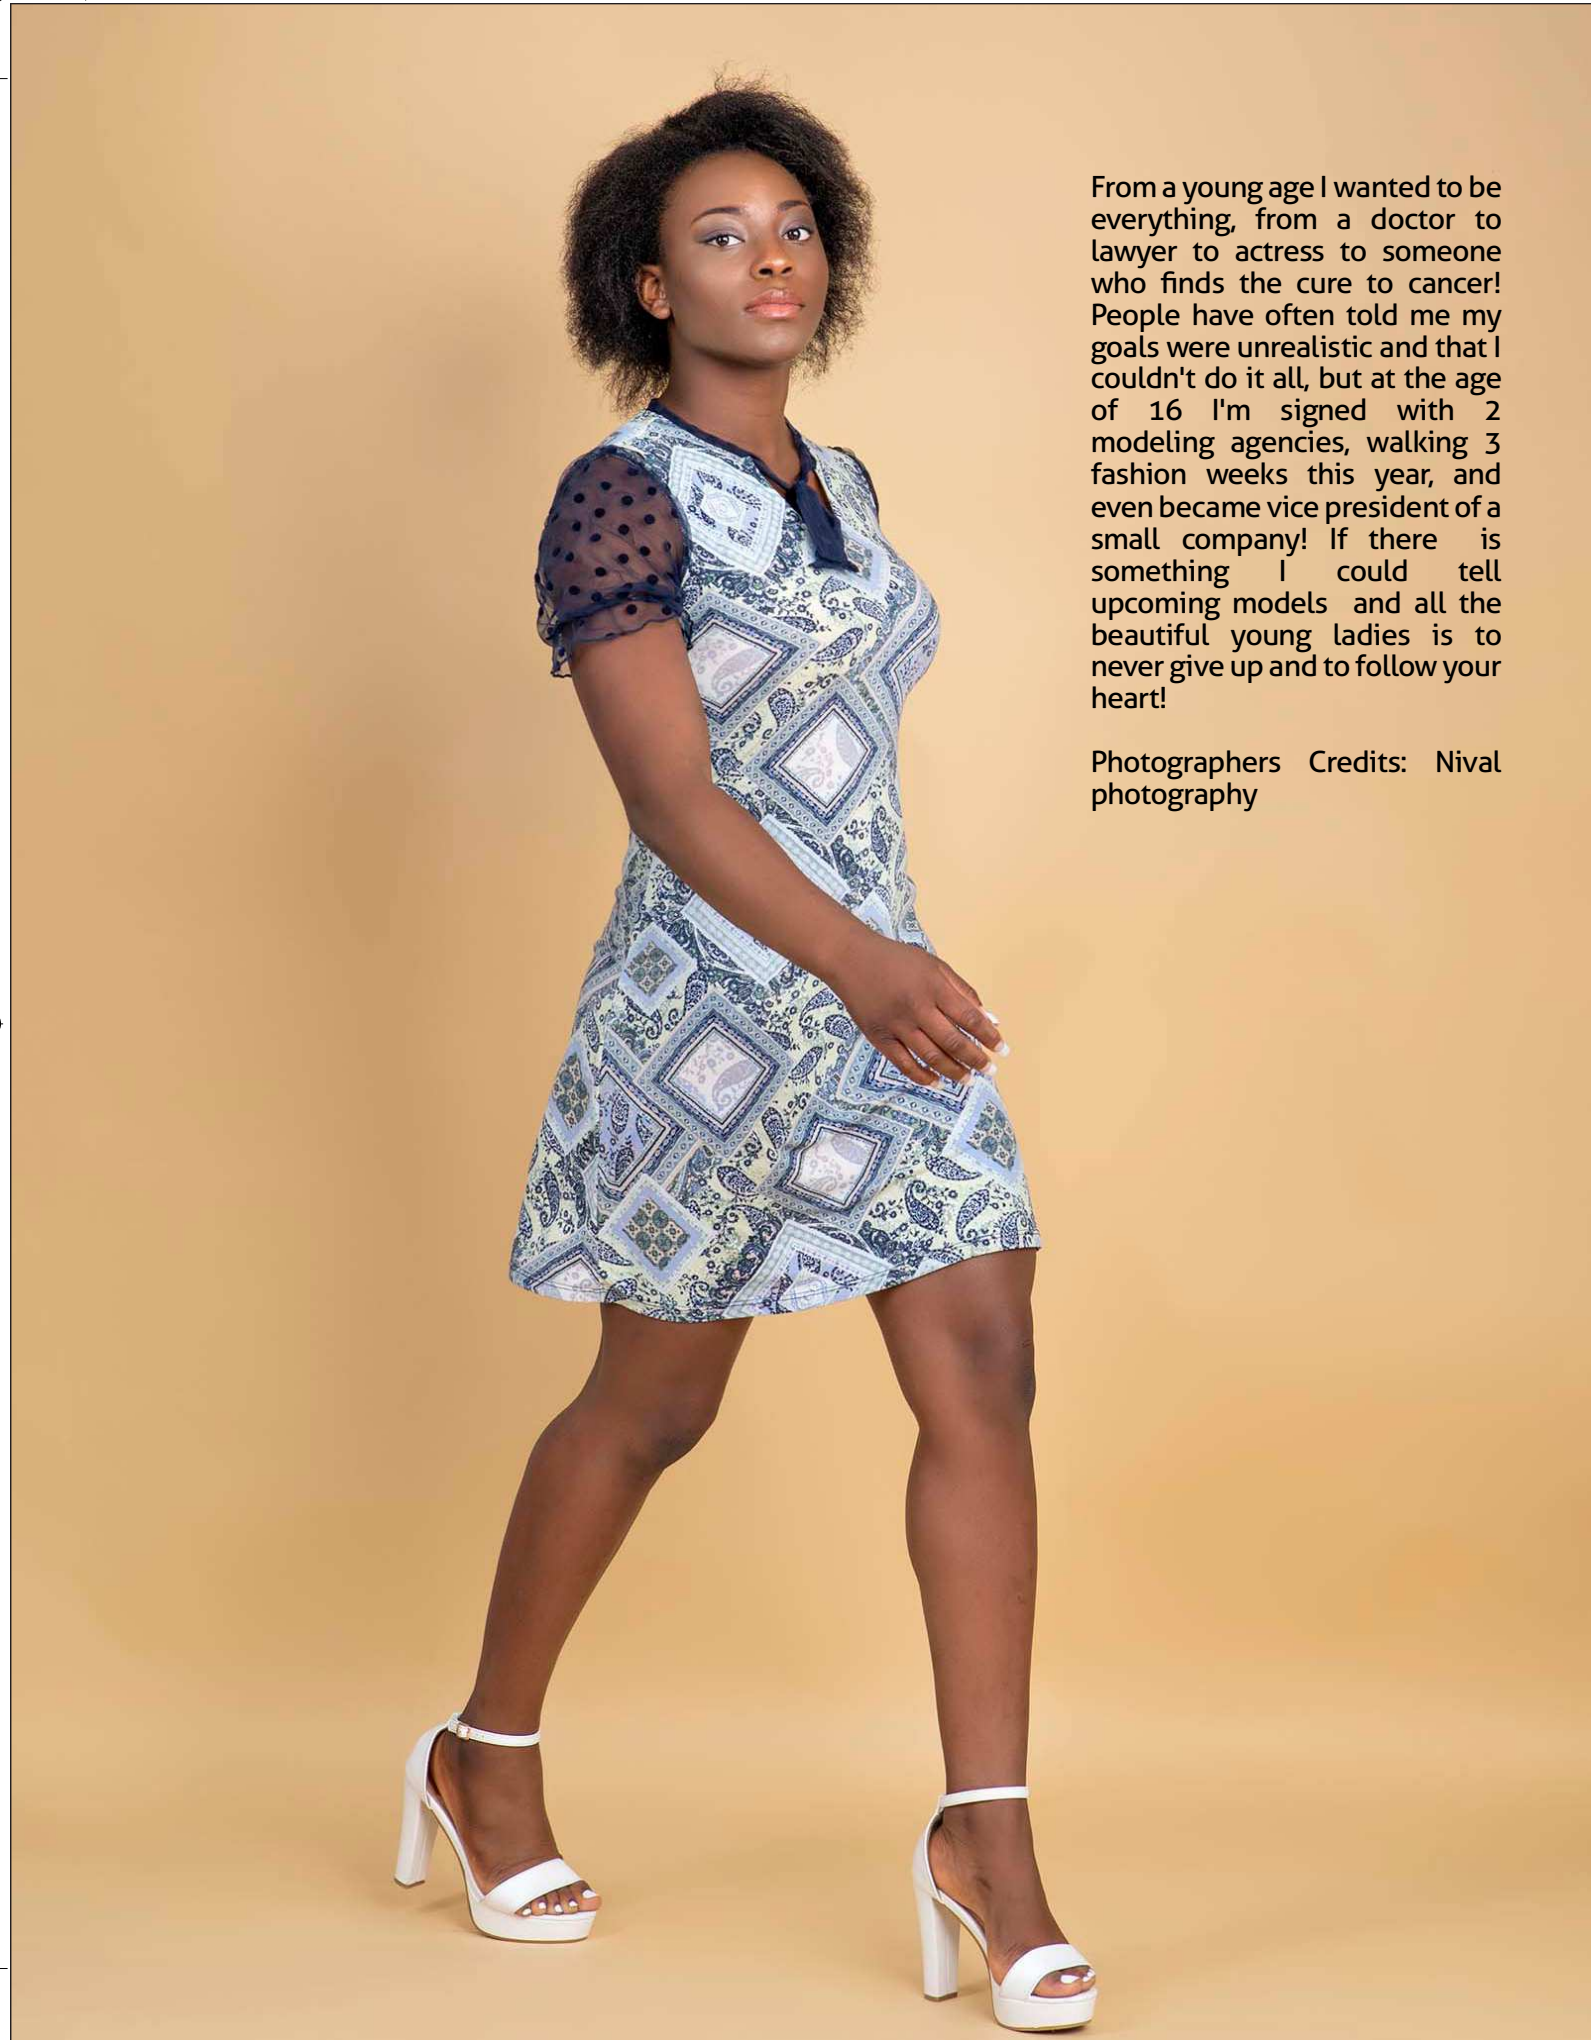 From a young age I wanted to be
everything, from a doctor to
lawyer to actress to someone
who finds the cure to cancer!
People have often told me my
goals were unrealistic and that I
couldn't do it all, but at the age
of 16 I'm signed with 2
modeling agencies, walking 3
fashion weeks this year, and
even became vice president of a
small company! If there is
something I could tell
upcoming models and all the
beautiful young ladies is to
never give up and to follow your
heart!
Photographers Credits: Nival
photography